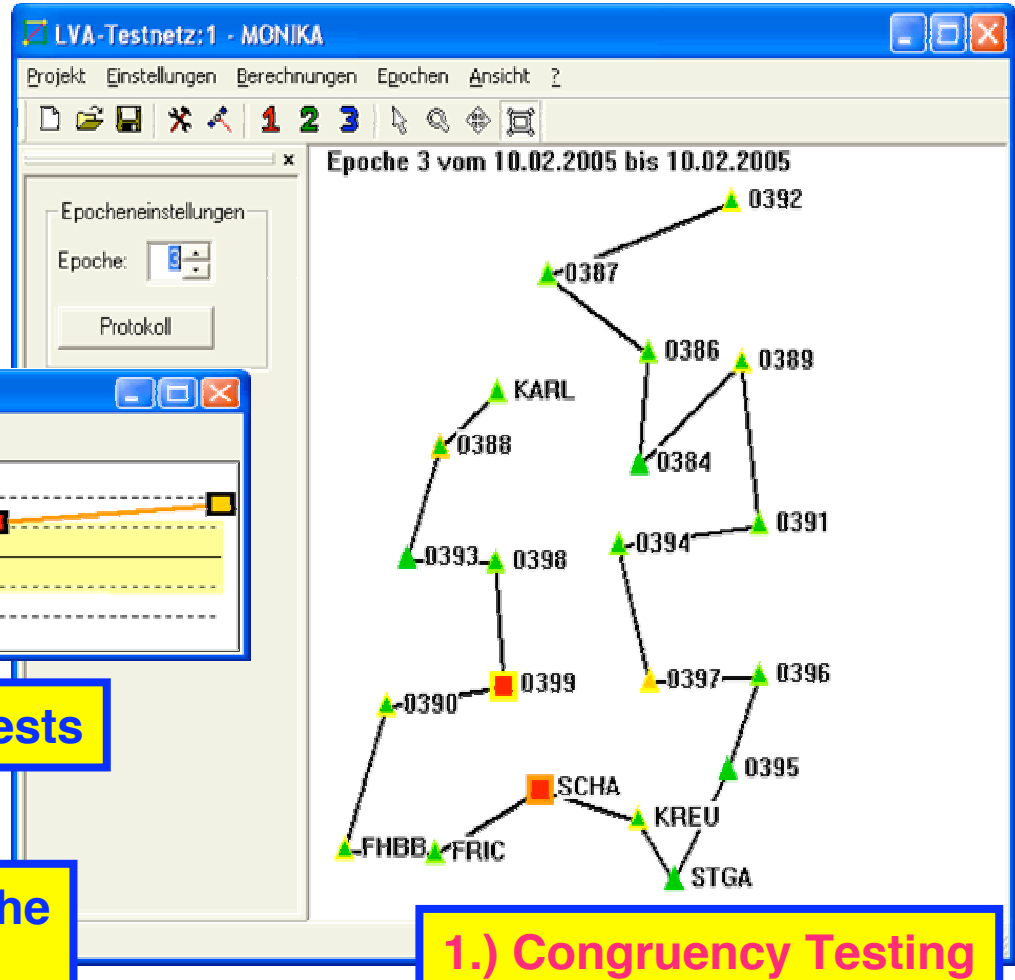 LVA-Testnetz:1 - MONIKA
Projekt Einstellungen Berechnungen Epochen Ansicht ?
1 2 3
x
Epoche 3 vom 10.02.2005 bis 10.02.2005
Epocheneinstellungen
Epoche: 3
Protokoll
0392
0387
0386
0389
KARL
0388
0384
0391
0394
0393
0398
0399
0397
0396
0390
0395
SCHA
KREU
FHBB
FRIC
STGA
ests
he
1.) Congruency Testing